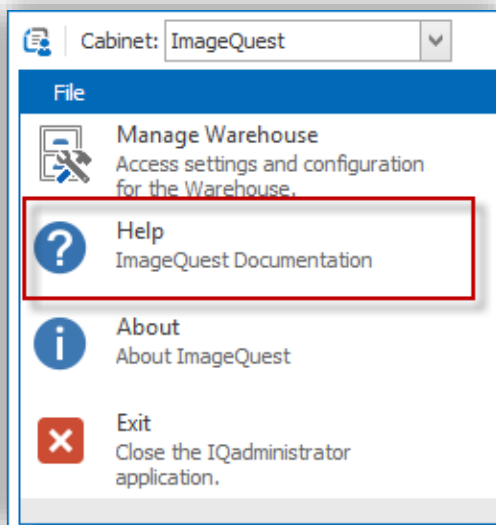 Cabinet: ImageQuest
File
Manage Warehouse
Access settings and configuration
for the Warehouse.
Help
ImageQuest Documentation
About
About ImageQuest
Exit
Close the IQadministrator
application.